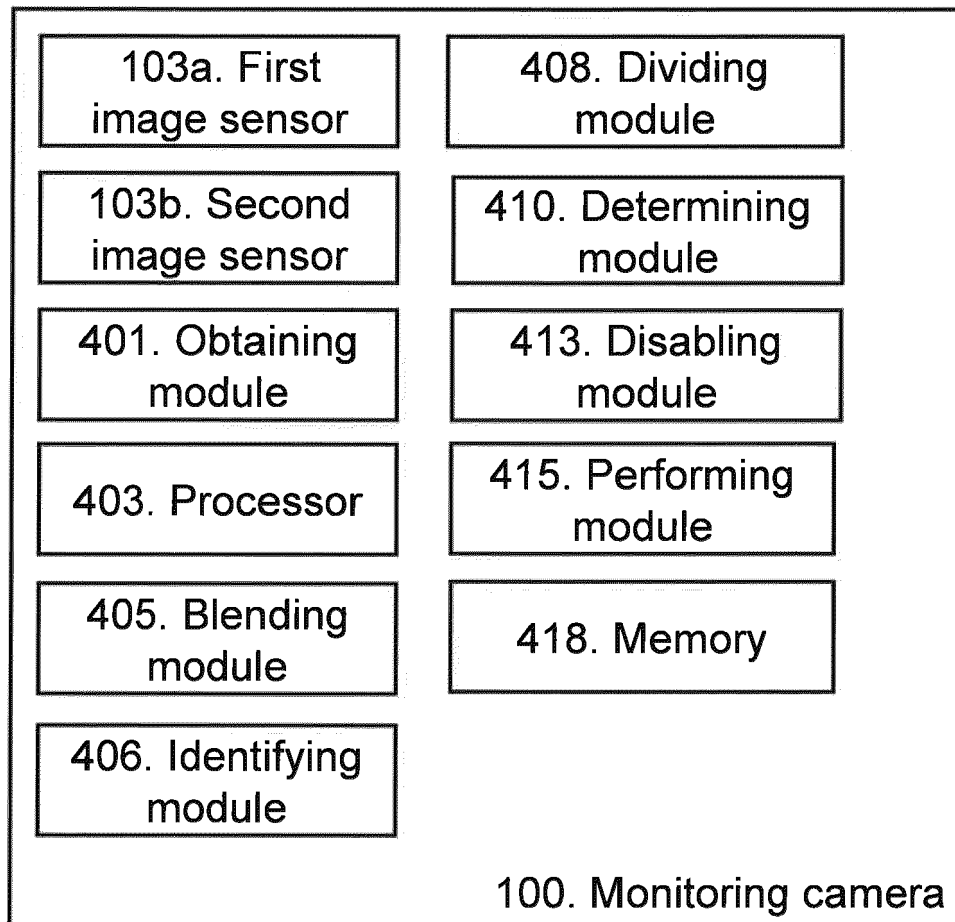 103a. First
image sensor
103b. Second
image sensor
401. Obtaining
module
403. Processor
405. Blending
module
406. Identifying
module
408. Dividing
module
410. Determining
module
413. Disabling
module
415. Performing
module
418. Memory
100. Monitoring camera